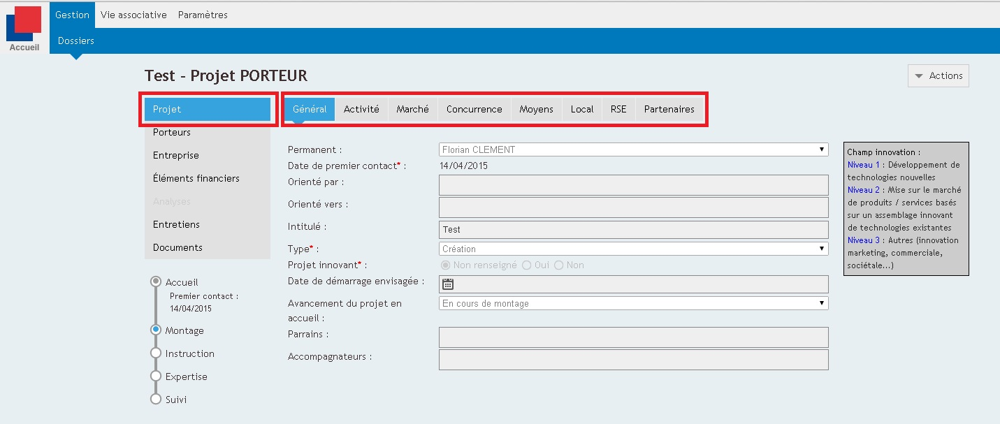 Gestion Vie associative Paramètres
Accueil
Dossiers
Test - Projet PORTEUR
Actions
Projet
Porteurs
Entreprise
Éléments financiers
Analyses
Entretiens
Documents
Accueil
Premier contact :
14/04/2015
Montage
Instruction
Expertise
Suivi
Général Activité Marché Concurrence Moyens Local RSE Partenaires
Permanent : Florian CLEMENT
Date de premier contact* : 14/04/2015
Orienté par :
Orienté vers :
Intitulé : Test
Type* : Création
Projet innovant* : Non renseigné Oui Non
Date de démarrage envisagée :
Avancement du projet en En cours de montage
accueil :
Parrains :
Accompagnateurs :
Champ innovation :
Niveau 1 : Développement de
technologies nouvelles
Niveau 2 : Mise sur le marché
de produits / services basés
sur un assemblage innovant
de technologies existantes
Niveau 3 : Autres (innovation
marketing, commerciale,
sociétale...)